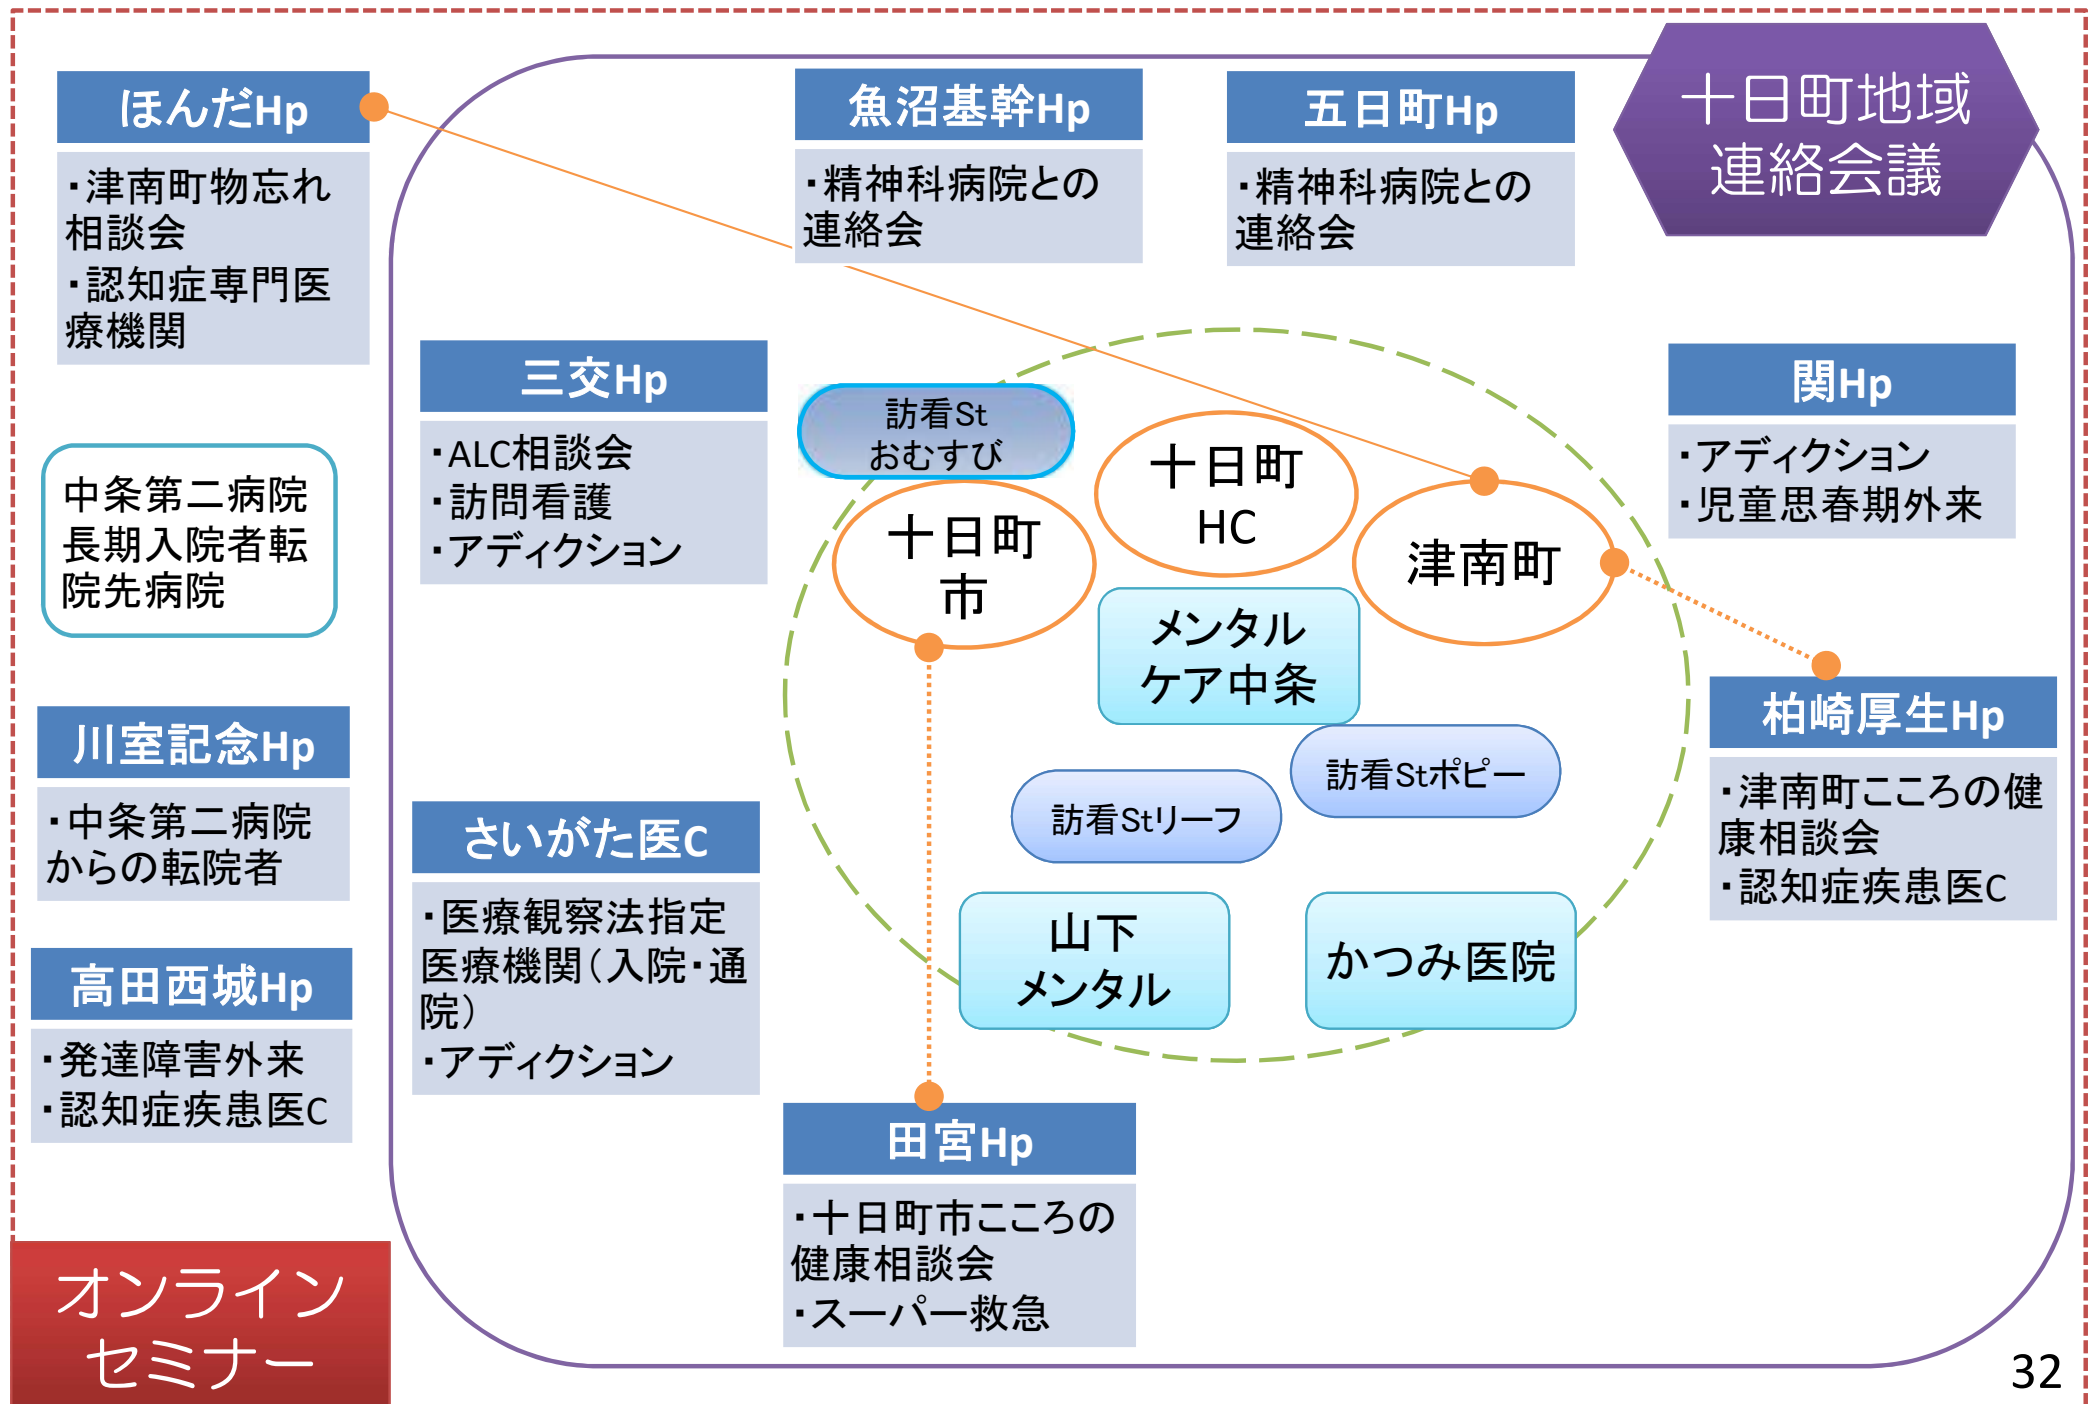 十日町地域
連絡会議
ほんだHp
・津南町物忘れ
相談会
・認知症専門医
療機関
魚沼基幹Hp
・精神科病院との
連絡会
五日町Hp
・精神科病院との
連絡会
三交Hp
・ALC相談会
・訪問看護
・アディクション
訪看St
おむすび
十日町
市
十日町
HC
津南町
関Hp
・アディクション
・児童思春期外来
中条第二病院
長期入院者転
院先病院
メンタル
ケア中条
訪看Stポピー
訪看Stリーフ
山下
メンタル
かつみ医院
柏崎厚生Hp
・津南町こころの健
康相談会
・認知症疾患医C
川室記念Hp
・中条第二病院
からの転院者
さいがた医C
・医療観察法指定
医療機関（入院・通
院）
・アディクション
高田西城Hp
・発達障害外来
・認知症疾患医C
田宮Hp
・十日町市こころの
健康相談会
・スーパー救急
オンライン
セミナー
32